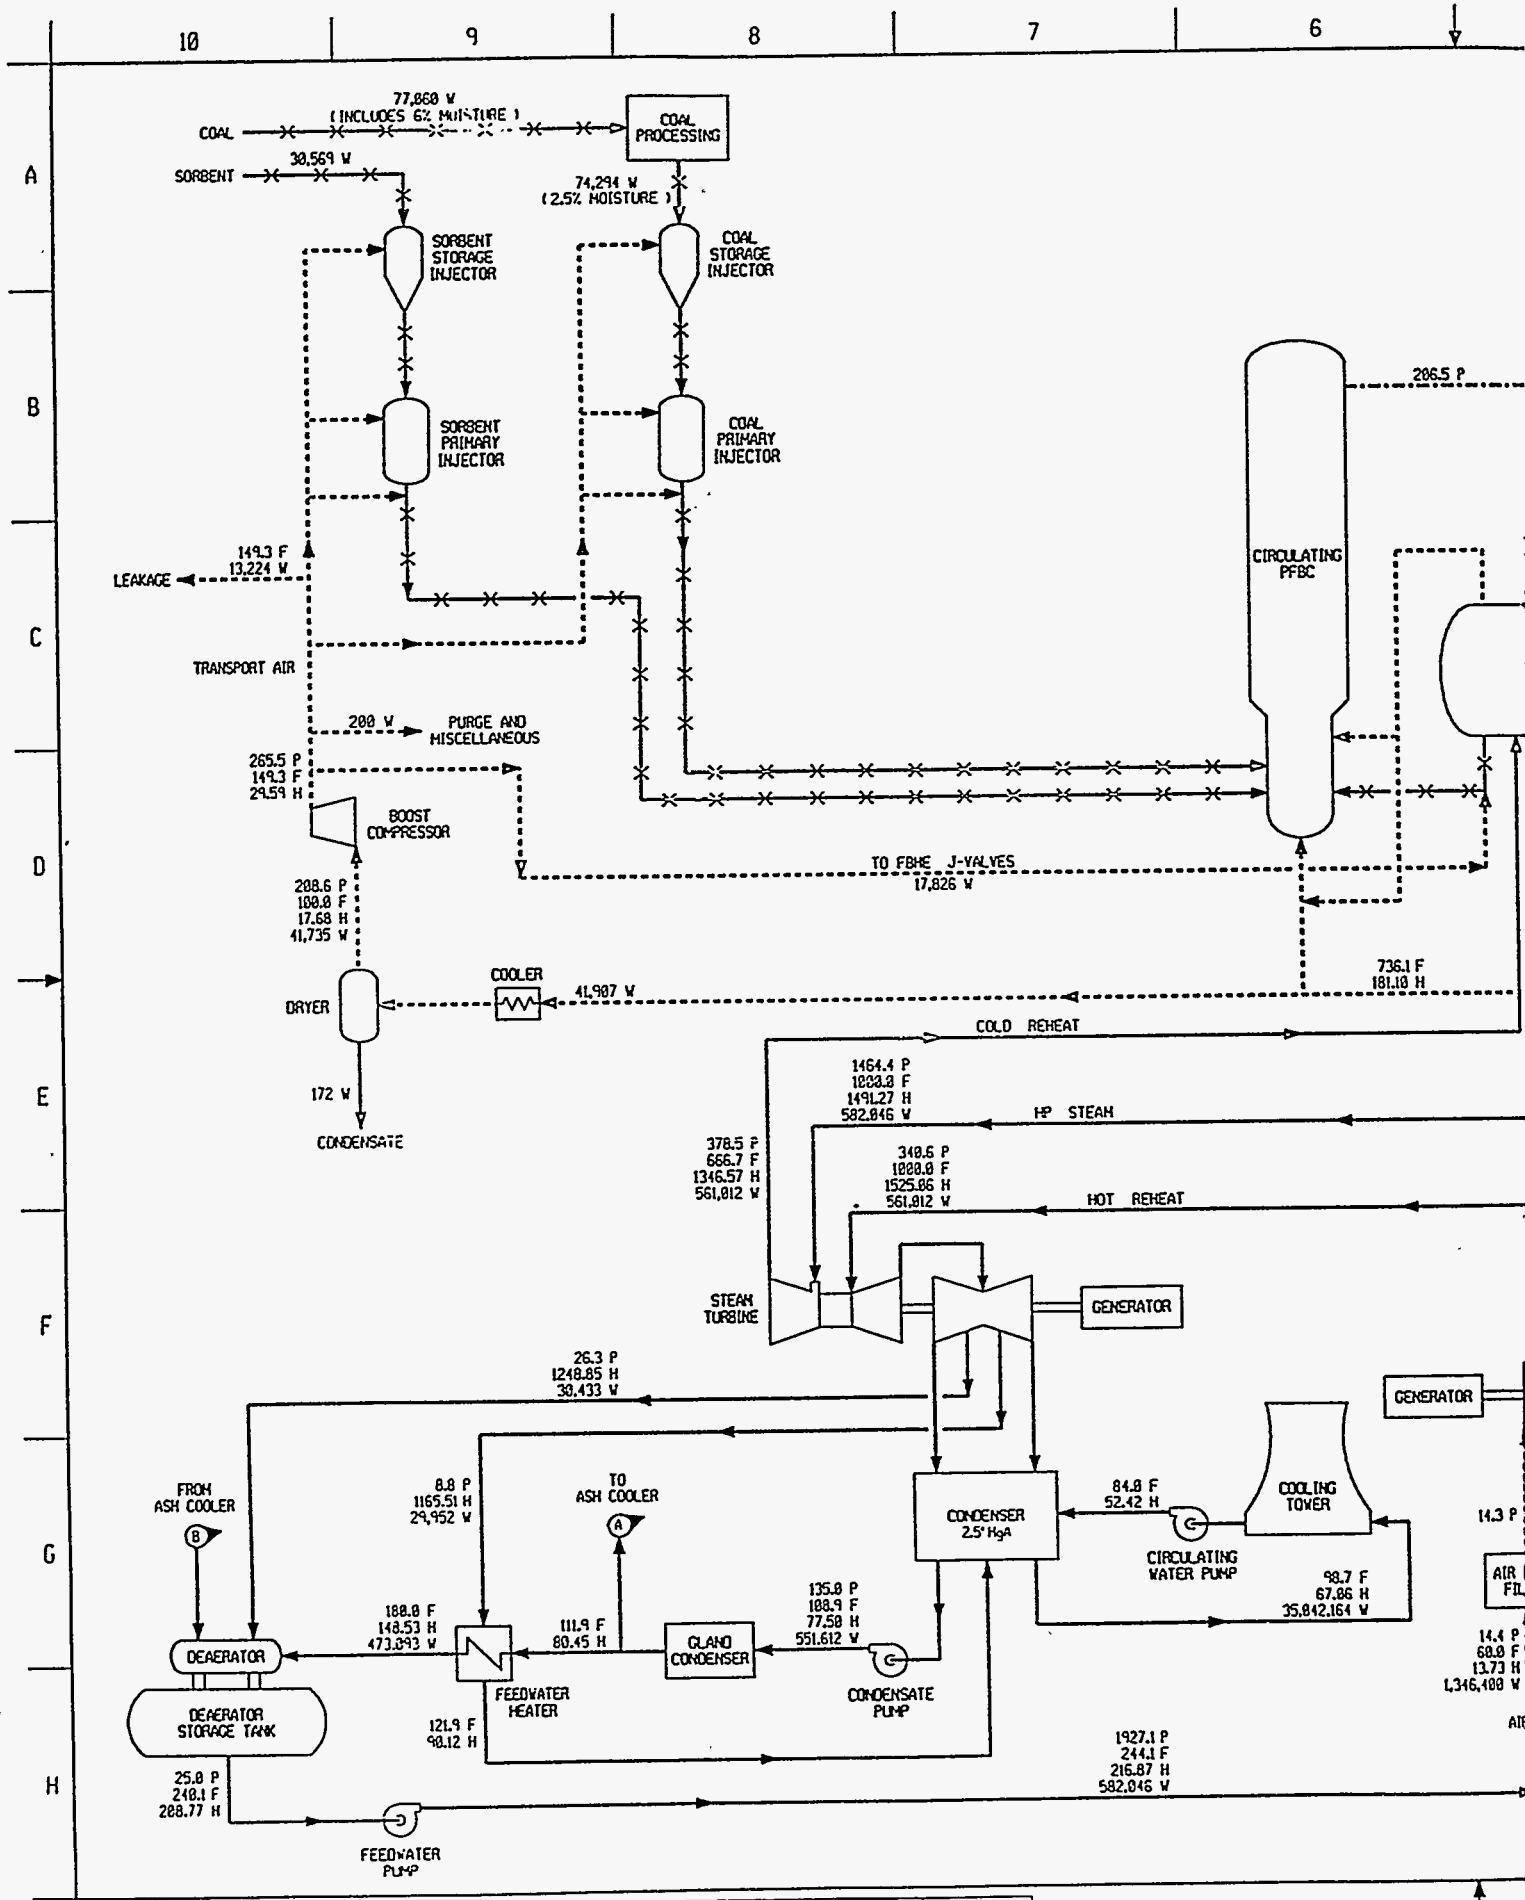 10
9
8
7
6
A
B
C
D
E
F
G
H
77,060 W
(INCLUDES 6% MOISTURE)
COAL
COAL
PROCESSING
30,569 W
SORBENT
74,294 W
(2.5% MOISTURE)
SORBENT
STORAGE
INJECTOR
COAL
STORAGE
INJECTOR
206.5 P
SORBENT
PRIMARY
INJECTOR
COAL
PRIMARY
INJECTOR
149.3 F
13,224 W
LEAKAGE
CIRCULATING
PFBC
TRANSPORT AIR
200 W
PURGE AND
MISCELLANEOUS
265.5 P
149.3 F
29.59 H
BOOST
COMPRESSOR
TO FBHE J-VALVES
17,826 W
208.6 P
100.0 F
17.68 H
41,735 W
COOLER
41,907 W
736.1 F
181.10 H
DRYER
COLD REHEAT
172 W
CONDENSATE
1464.4 P
1000.0 F
1491.27 H
582,046 W
HP STEAM
378.5 P
666.7 F
1346.57 H
561,012 W
340.6 P
1000.0 F
1525.06 H
561,012 W
HOT REHEAT
STEAM
TURBINE
GENERATOR
26.3 P
1248.85 H
30,433 W
GENERATOR
FROM
ASH COOLER
B
8.8 P
1165.51 H
29,952 W
TO
ASH COOLER
A
CONDENSER
2.5" HgA
84.0 F
52.42 H
COOLING
TOWER
14.3 P
CIRCULATING
WATER PUMP
AIR
FIL
98.7 F
67.06 H
35,042,164 W
180.0 F
148.53 H
473,093 W
111.9 F
80.45 H
135.0 P
108.9 F
77.50 H
551,612 W
DEAERATOR
GLAND
CONDENSER
14.4 P
60.0 F
13.73 H
1,346,400 W
FEEDWATER
HEATER
CONDENSATE
PUMP
DEAERATOR
STORAGE TANK
121.9 F
90.12 H
AI
25.0 P
240.1 F
208.77 H
1927.1 P
244.1 F
216.87 H
582,046 W
FEEDWATER
PUMP